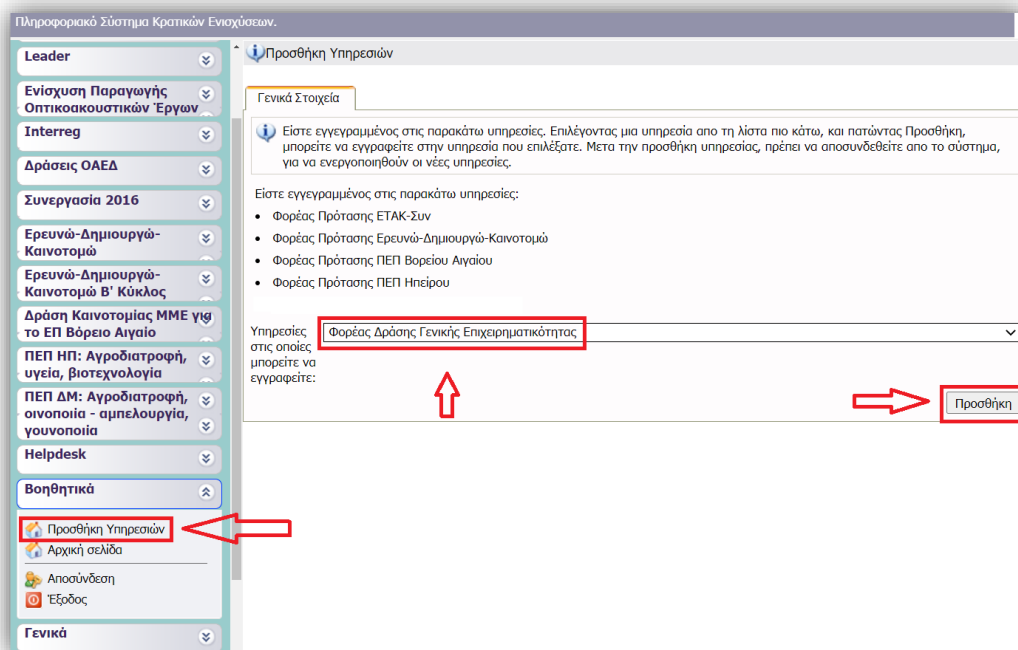 Πληροφοριακό Σύστημα Κρατικών Ενισχύσεων.
Leader
Ενίσχυση Παραγωγής
Οπτικοακουστικών Έργων
Interreg
Δράσεις ΟΑΕΔ
Συνεργασία 2016
Ερευνώ-Δημιουργώ-
Καινοτομώ
Ερευνώ-Δημιουργώ-
Καινοτομώ Β' Κύκλος
Δράση Καινοτομίας ΜΜΕ για
το ΕΠ Βόρειο Αιγαίο
ΠΕΠ ΗΠ: Αγροδιατροφή,
υγεία, βιοτεχνολογία
ΠΕΠ ΔΜ: Αγροδιατροφή,
οινοποιία - αμπελουργία,
γουνοποιία
Helpdesk
Βοηθητικά
Προσθήκη Υπηρεσιών
Αρχική σελίδα
Αποσύνδεση
Έξοδος
Γενικά
Προσθήκη Υπηρεσιών
Γενικά Στοιχεία
Είστε εγγεγραμμένος στις παρακάτω υπηρεσίες. Επιλέγοντας μια υπηρεσία απο τη λίστα πιο κάτω, και πατώντας Προσθήκη,
μπορείτε να εγγραφείτε στην υπηρεσία που επιλέξατε. Μετα την προσθήκη υπηρεσίας, πρέπει να αποσυνδεθείτε απο το σύστημα,
για να ενεργοποιηθούν οι νέες υπηρεσίες.
Είστε εγγεγραμμένος στις παρακάτω υπηρεσίες:
• Φορέας Πρότασης ΕΤΑΚ-Συν
• Φορέας Πρότασης Ερευνώ-Δημιουργώ-Καινοτομώ
• Φορέας Πρότασης ΠΕΠ Βορείου Αιγαίου
• Φορέας Πρότασης ΠΕΠ Ηπείρου
Υπηρεσίες
στις οποίες
μπορείτε να
εγγραφείτε:
Φορέας Δράσης Γενικής Επιχειρηματικότητας
Προσθήκη